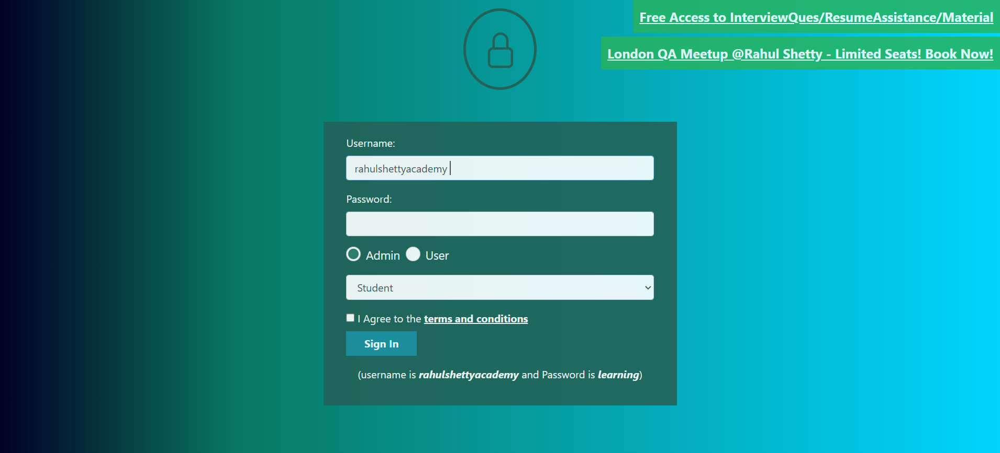 Free Access to InterviewQues/ResumeAssistance/Material
London QA Meetup @Rahul Shetty - Limited Seats! Book Now!
Username:
rahulshettyacademy
Password:
Admin User
Student
I Agree to the terms and conditions
Sign In
(username is rahulshettyacademy and Password is learning)